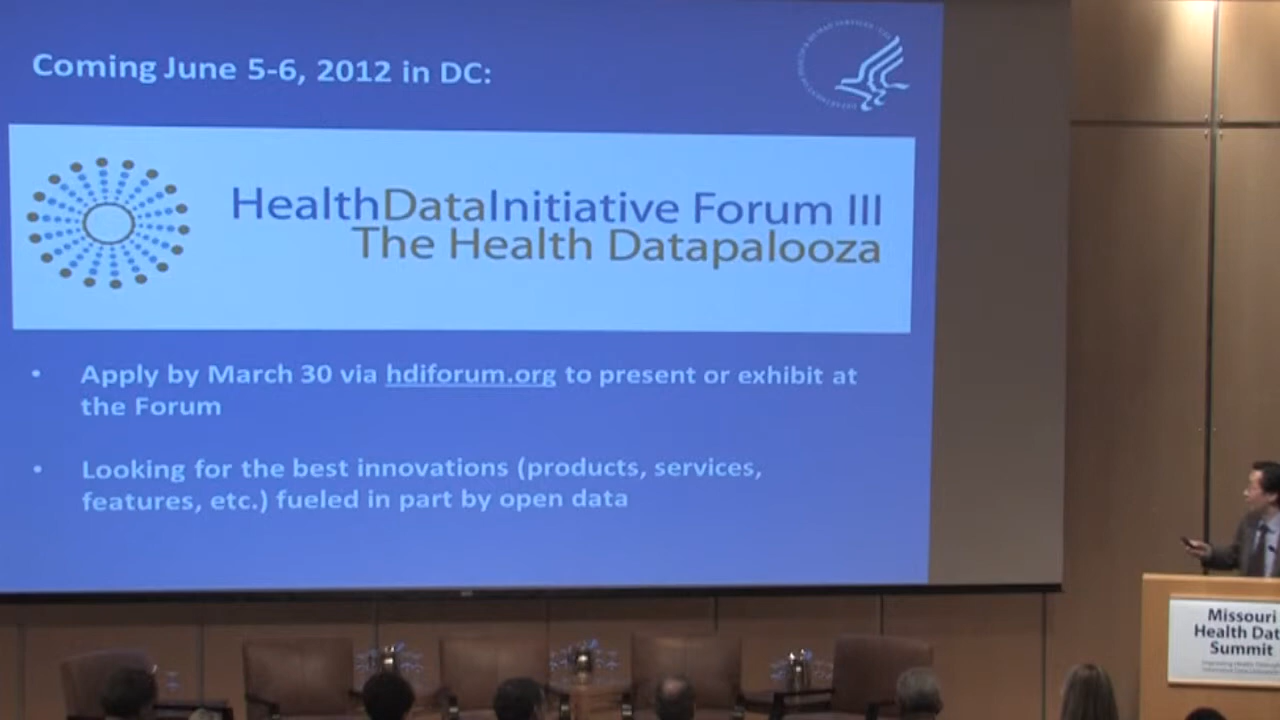 Coming June 5-6, 2012 in DC:
HealthDataInitiative Forum III
The Health Datapalooza
• Apply by March 30 via hdiforum.org to present or exhibit at
the Forum
• Looking for the best innovations (products, services,
features, etc.) fueled in part by open data
Missouri
Health Dat
Summit